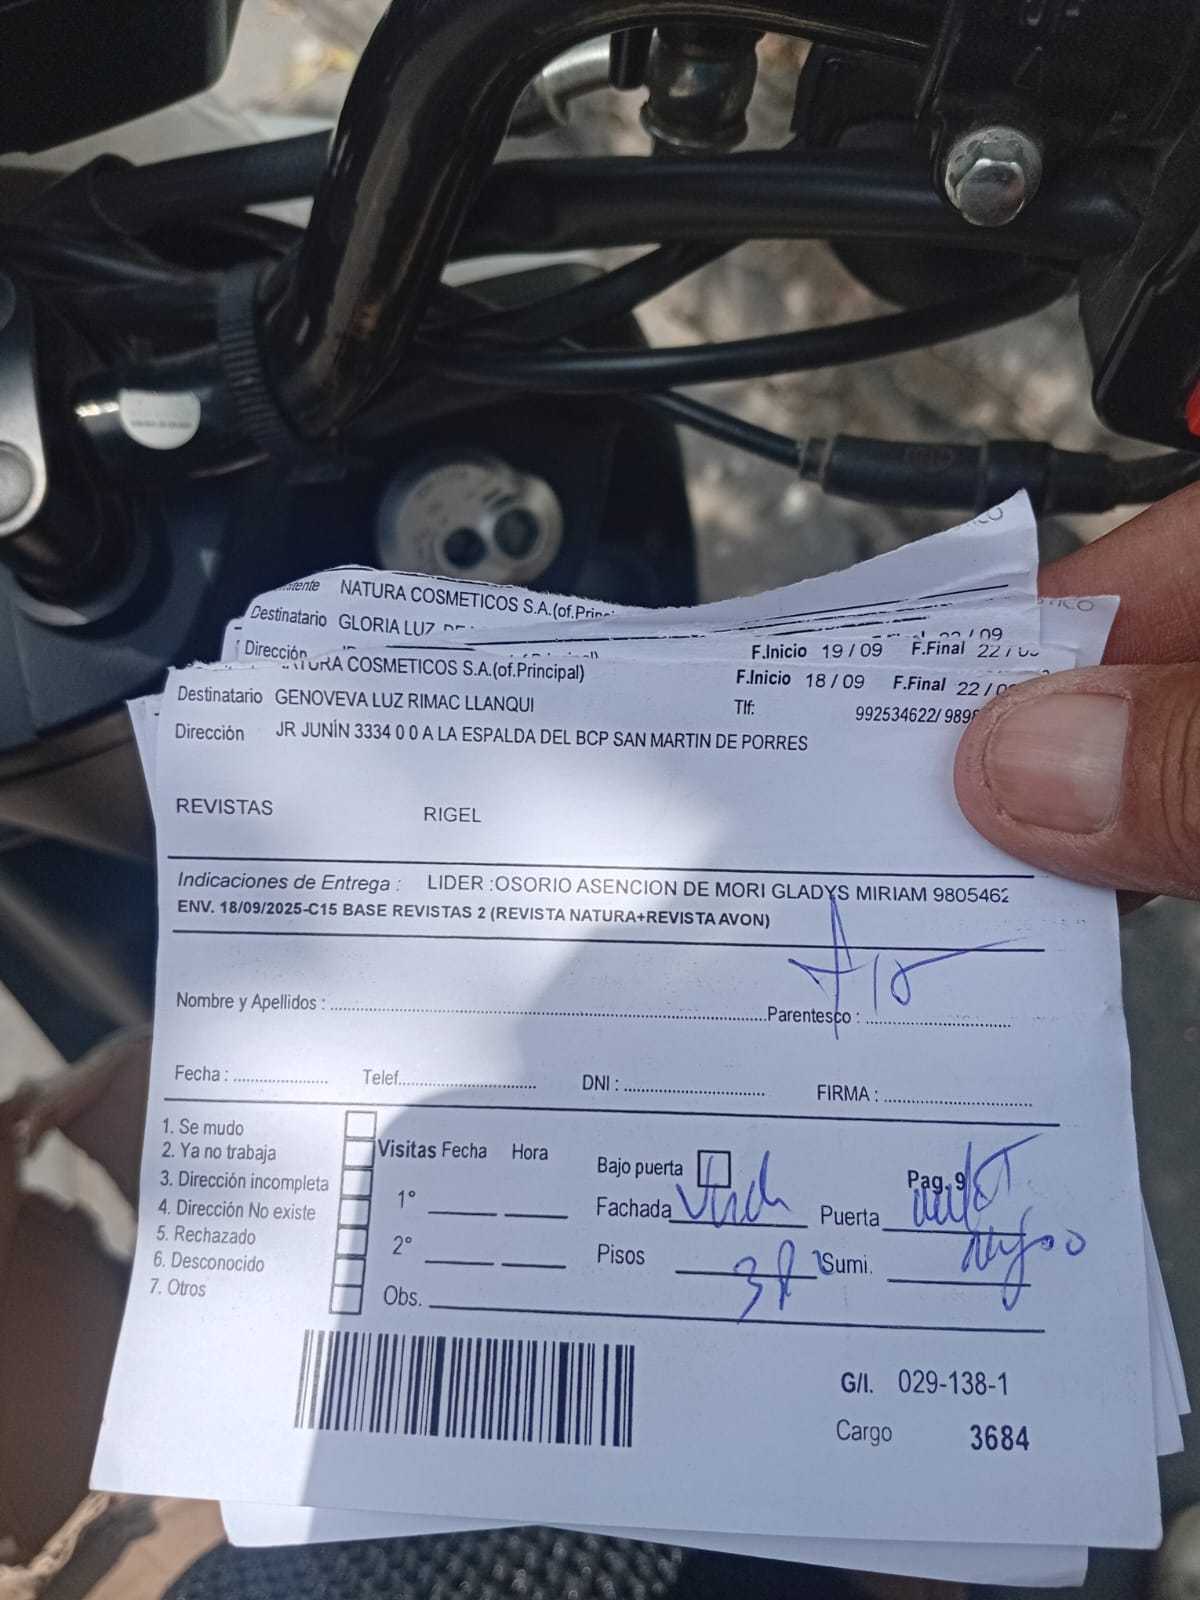 NATURA COSMETICOS S.A.(of.Prin
Destinatario GLORIA LUZ
Dirección
F.Inicio 19 / 09 F.Final 22 /
COSMETICOS S.A.(of.Principal)
F.Inicio 18 / 09 F.Final 22 /
Destinatario GENOVEVA LUZ RIMAC LLANQUI
Tlf: 992534622/ 9898
Dirección JR JUNÍN 3334 0 0 A LA ESPALDA DEL BCP SAN MARTIN DE PORRES
REVISTAS RIGEL
Indicaciones de Entrega : LIDER :OSORIO ASENCION DE MORI GLADYS MIRIAM 9805462
ENV. 18/09/2025-C15 BASE REVISTAS 2 (REVISTA NATURA+REVISTA AVON)
Nombre y Apellidos : Parentesco :
Fecha : Telef. DNI : FIRMA :
1. Se mudo
2. Ya no trabaja
3. Dirección incompleta
4. Dirección No existe
5. Rechazado
6. Desconocido
7. Otros
Visitas Fecha Hora
1°
2°
Obs.
Bajo puerta
Pag. 9
Fachada
Puerta
Pisos 3
Sumi.
G/I. 029-138-1
Cargo 3684